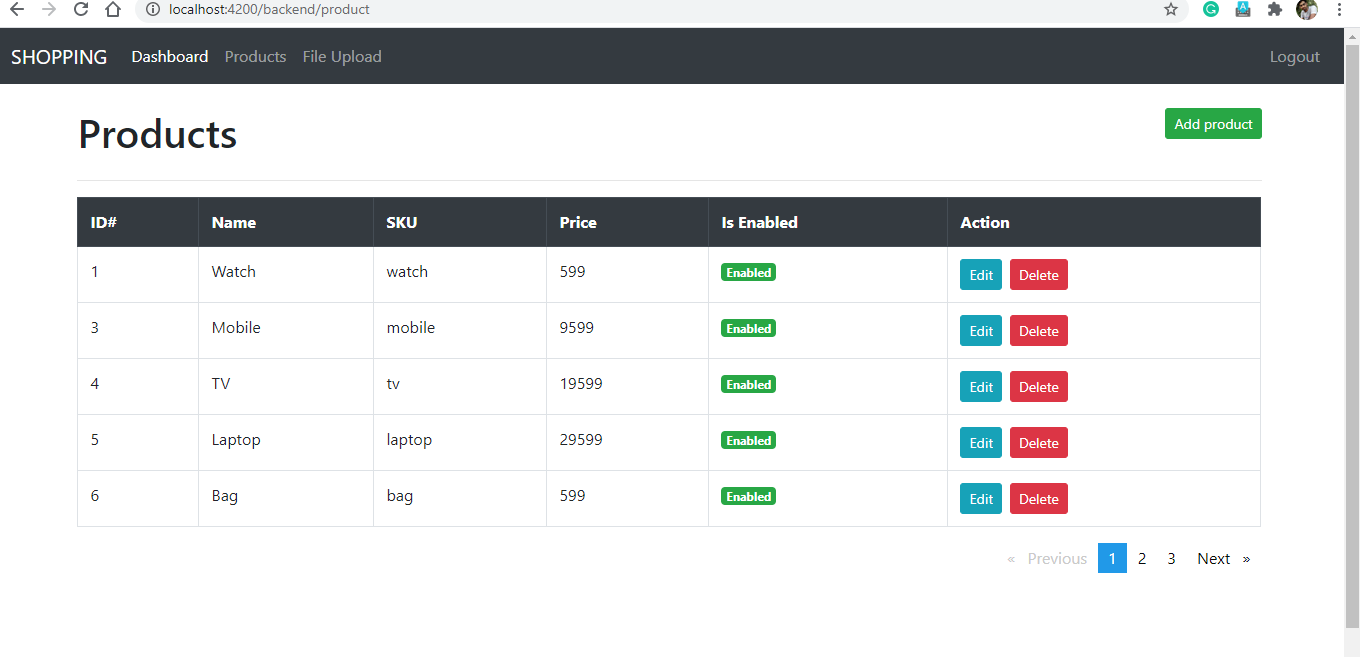 localhost:4200/backend/product
SHOPPING Dashboard Products File Upload Logout
Products Add product
ID# Name SKU Price Is Enabled Action
1 Watch watch 599 Enabled Edit Delete
3 Mobile mobile 9599 Enabled Edit Delete
4 TV tv 19599 Enabled Edit Delete
5 Laptop laptop 29599 Enabled Edit Delete
6 Bag bag 599 Enabled Edit Delete
« Previous 1 2 3 Next »